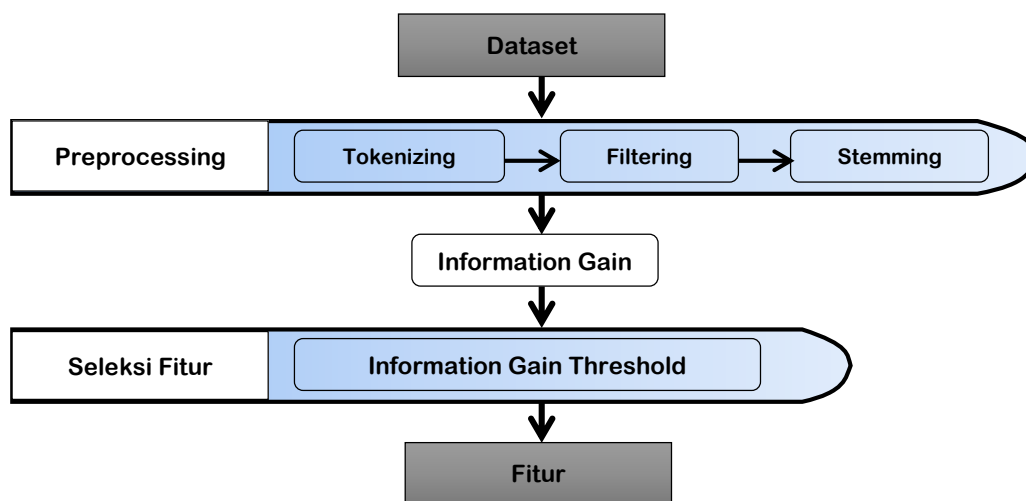 Dataset
Preprocessing
Tokenizing
Filtering
Stemming
Information Gain
Seleksi Fitur
Information Gain Threshold
Fitur